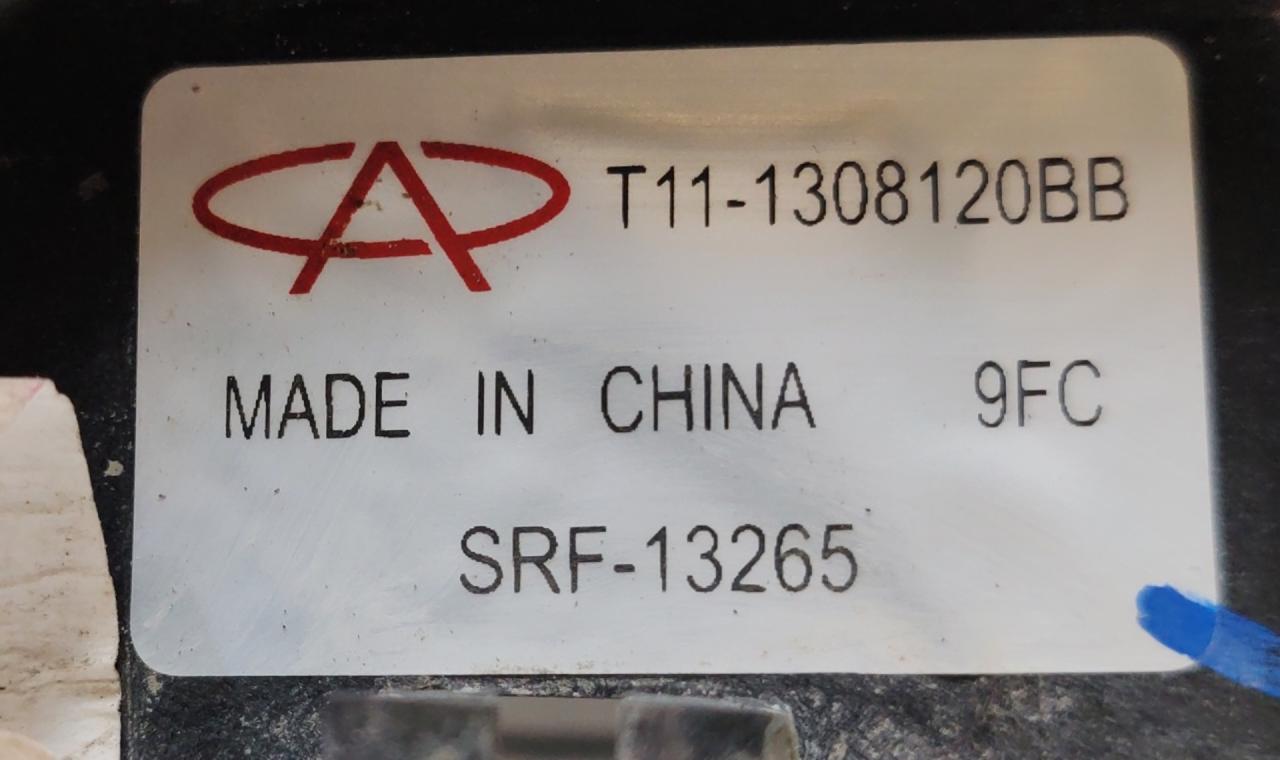 T11-1308120BB
MADE IN CHINA 9FC
SRF-13265